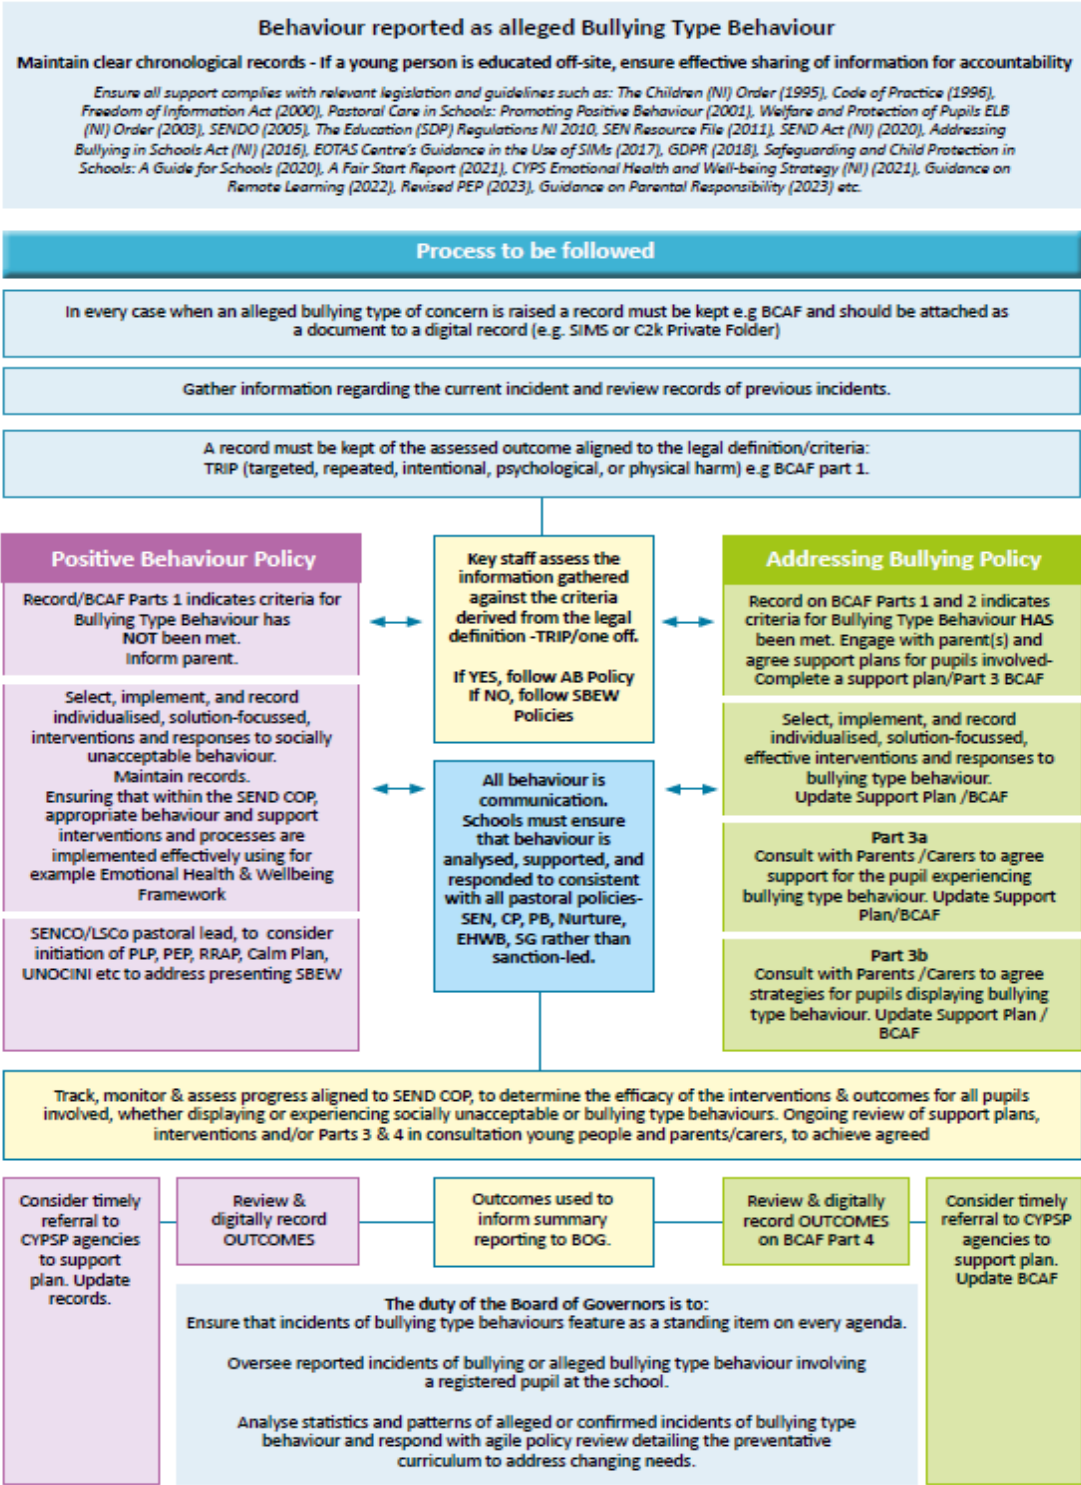 Behaviour reported as alleged Bullying Type Behaviour
Maintain clear chronological records - If a young person is educated off-site, ensure effective sharing of information for accountability
Ensure all support complies with relevant legislation and guidelines such as: The Children (NI) Order (1995), Code of Practice (1996),
Freedom of Information Act (2000), Pastoral Care in Schools: Promoting Positive Behaviour (2001), Welfare and Protection of Pupils ELB
(NI) Order (2003), SENDO (2005), The Education (SDP) Regulations NI 2010, SEN Resource File (2011), SEND Act (NI) (2020), Addressing
Bullying in Schools Act (NI) (2016), EOTAS Centre's Guidance in the Use of SIMs (2017), GDPR (2018), Safeguarding and Child Protection in
Schools: A Guide for Schools (2020), A Fair Start Report (2021), CYPS Emotional Health and Well-being Strategy (NI) (2021), Guidance on
Remote Learning (2022), Revised PEP (2023), Guidance on Parental Responsibility (2023) etc.
Process to be followed
In every case when an alleged bullying type of concern is raised a record must be kept e.g BCAF and should be attached as
a document to a digital record (e.g. SIMS or C2k Private Folder)
Gather information regarding the current incident and review records of previous incidents.
A record must be kept of the assessed outcome aligned to the legal definition/criteria:
TRIP (targeted, repeated, intentional, psychological, or physical harm) e.g BCAF part 1.
Positive Behaviour Policy
Record/BCAF Parts 1 indicates criteria for
Bullying Type Behaviour has
NOT been met.
Inform parent.
Select, implement, and record
individualised, solution-focussed,
interventions and responses to socially
unacceptable behaviour.
Maintain records.
Ensuring that within the SEND COP,
appropriate behaviour and support
interventions and processes are
implemented effectively using for
example Emotional Health & Wellbeing
Framework
SENCO/LSCo pastoral lead, to consider
initiation of PLP, PEP, RRAP, Calm Plan,
UNOCINI etc to address presenting SBEW
Key staff assess the
information gathered
against the criteria
derived from the legal
definition -TRIP/one off.
If YES, follow AB Policy
If NO, follow SBEW
Policies
All behaviour is
communication.
Schools must ensure
that behaviour is
analysed, supported, and
responded to consistent
with all pastoral policies-
SEN, CP, PB, Nurture,
EHWB, SG rather than
sanction-led.
Addressing Bullying Policy
Record on BCAF Parts 1 and 2 indicates
criteria for Bullying Type Behaviour HAS
been met. Engage with parent(s) and
agree support plans for pupils involved-
Complete a support plan/Part 3 BCAF
Select, implement, and record
individualised, solution-focussed,
effective interventions and responses to
bullying type behaviour.
Update Support Plan /BCAF
Part 3a
Consult with Parents /Carers to agree
support for the pupil experiencing
bullying type behaviour. Update Support
Plan/BCAF
Part 3b
Consult with Parents /Carers to agree
strategies for pupils displaying bullying
type behaviour. Update Support Plan /
BCAF
Track, monitor & assess progress aligned to SEND COP, to determine the efficacy of the interventions & outcomes for all pupils
involved, whether displaying or experiencing socially unacceptable or bullying type behaviours. Ongoing review of support plans,
interventions and/or Parts 3 & 4 in consultation young people and parents/carers, to achieve agreed
Consider timely
referral to
CYPSP agencies
to support
plan. Update
records.
Review &
digitally record
OUTCOMES
Outcomes used to
inform summary
reporting to BOG.
Review & digitally
record OUTCOMES
on BCAF Part 4
Consider timely
referral to CYPSP
agencies to
support plan.
Update BCAF
The duty of the Board of Governors is to:
Ensure that incidents of bullying type behaviours feature as a standing item on every agenda.
Oversee reported incidents of bullying or alleged bullying type behaviour involving
a registered pupil at the school.
Analyse statistics and patterns of alleged or confirmed incidents of bullying type
behaviour and respond with agile policy review detailing the preventative
curriculum to address changing needs.